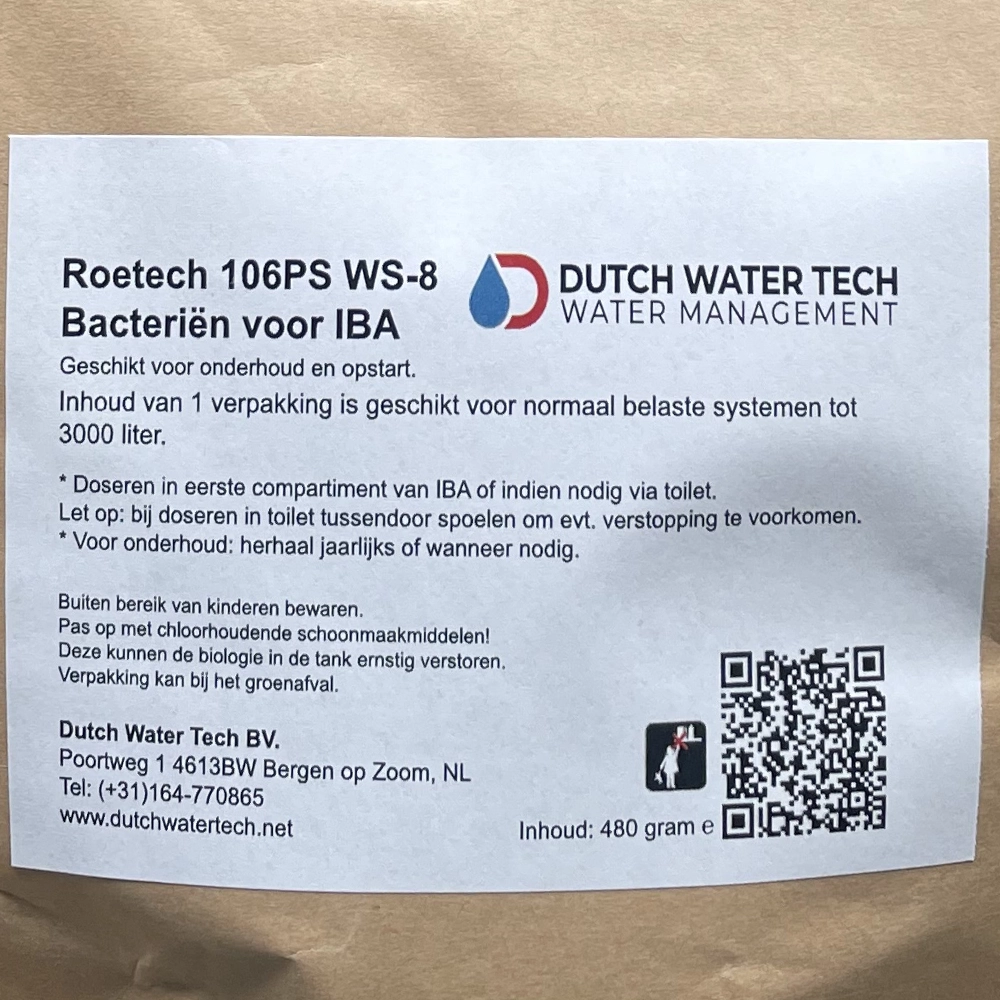 Roetech 106PS WS-8
Bacteriën voor IBA
DUTCH WATER TECH
WATER MANAGEMENT
Geschikt voor onderhoud en opstart.
Inhoud van 1 verpakking is geschikt voor normaal belaste systemen tot
3000 liter.
* Doseren in eerste compartiment van IBA of indien nodig via toilet.
Let op: bij doseren in toilet tussendoor spoelen om evt. verstopping te voorkomen.
* Voor onderhoud: herhaal jaarlijks of wanneer nodig.
Buiten bereik van kinderen bewaren.
Pas op met chloorhoudende schoonmaakmiddelen!
Deze kunnen de biologie in de tank ernstig verstoren.
Verpakking kan bij het groenafval.
Dutch Water Tech BV.
Poortweg 1 4613BW Bergen op Zoom, NL
Tel: (+31)164-770865
www.dutchwatertech.net
Inhoud: 480 gram e